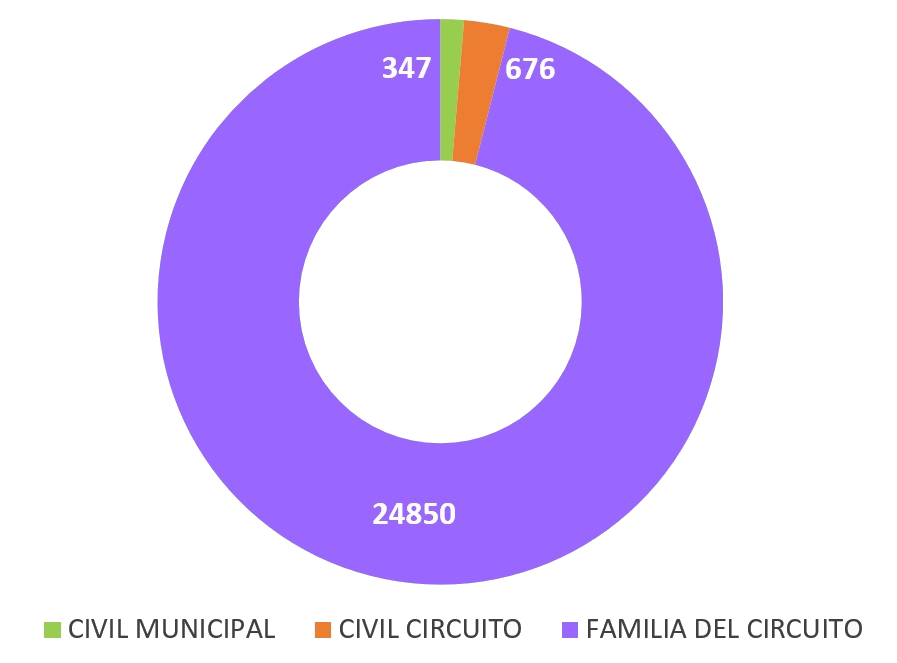 347
676
24850
CIVIL MUNICIPAL
CIVIL CIRCUITO
FAMILIA DEL CIRCUITO